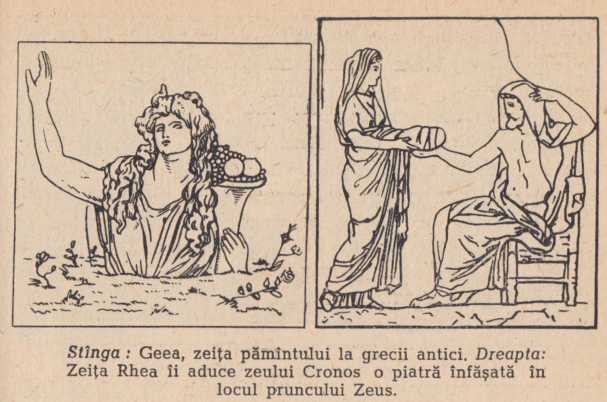 Stînga : Geea, zeița pămîntului la grecii antici. Dreapta:
Zeița Rhea îi aduce zeului Cronos o piatră înfășată în
locul pruncului Zeus.